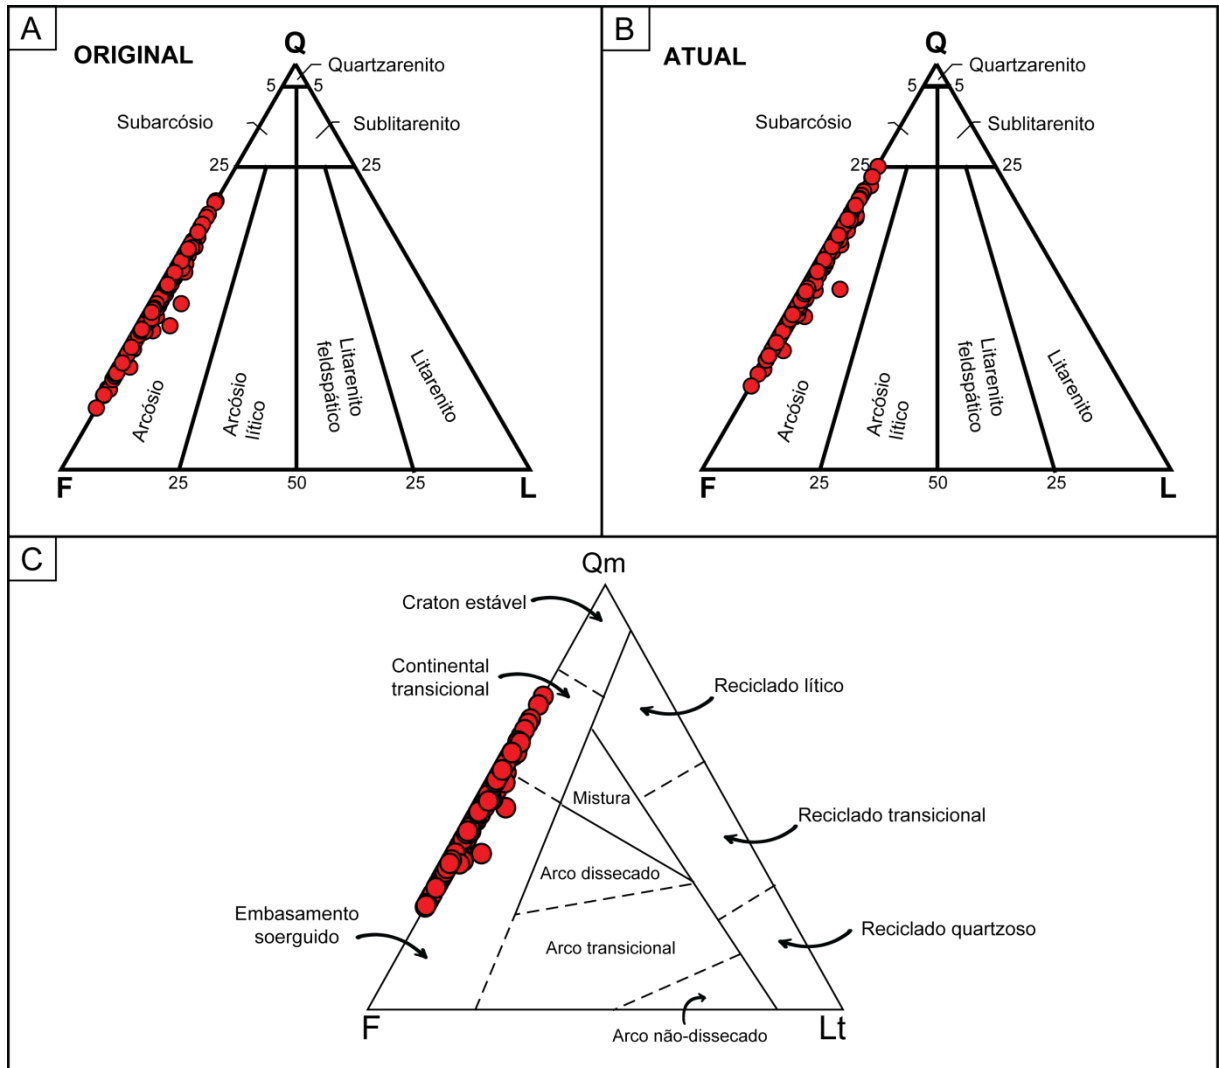 A
ORIGINAL
Q
Quartzarenito
5
5
Subarcósio
Sublitarenito
25
25
Arcósio
Arcósio
lítico
Litarenito
feldspático
Litarenito
F
25
50
25
L
B
ATUAL
Q
Quartzarenito
5
5
Subarcósio
Sublitarenito
25
25
Arcósio
Arcósio
lítico
Litarenito
feldspático
Litarenito
F
25
50
25
L
C
Qm
Craton estável
Continental
transicional
Reciclado lítico
Mistura
Reciclado transicional
Arco dissecado
Embasamento
soerguido
Arco transicional
Reciclado quartzoso
F
Arco não-dissecado
Lt